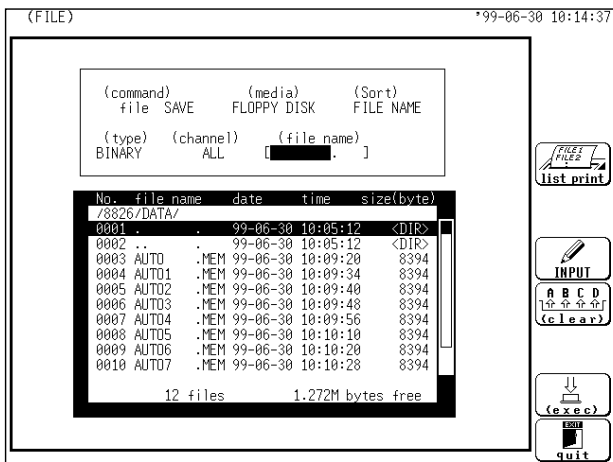 (FILE) '99-06-30 10:14:37
(command) (media) (Sort)
file SAVE FLOPPY DISK FILE NAME
(type) (channel) (file name)
BINARY ALL [ . ]
No. file name date time size(byte)
/8826/DATA/
0001 . . 99-06-30 10:05:12 <DIR>
0002 .. . 99-06-30 10:05:12 <DIR>
0003 AUTO .MEM 99-06-30 10:09:20 8394
0004 AUTO1 .MEM 99-06-30 10:09:34 8394
0005 AUTO2 .MEM 99-06-30 10:09:40 8394
0006 AUTO3 .MEM 99-06-30 10:09:48 8394
0007 AUTO4 .MEM 99-06-30 10:09:56 8394
0008 AUTO5 .MEM 99-06-30 10:10:10 8394
0009 AUTO6 .MEM 99-06-30 10:10:20 8394
0010 AUTO7 .MEM 99-06-30 10:10:28 8394
12 files 1.272M bytes free
FILE1
FILE2
list print
INPUT
A B C D
(clear)
(exec)
EXIT
quit